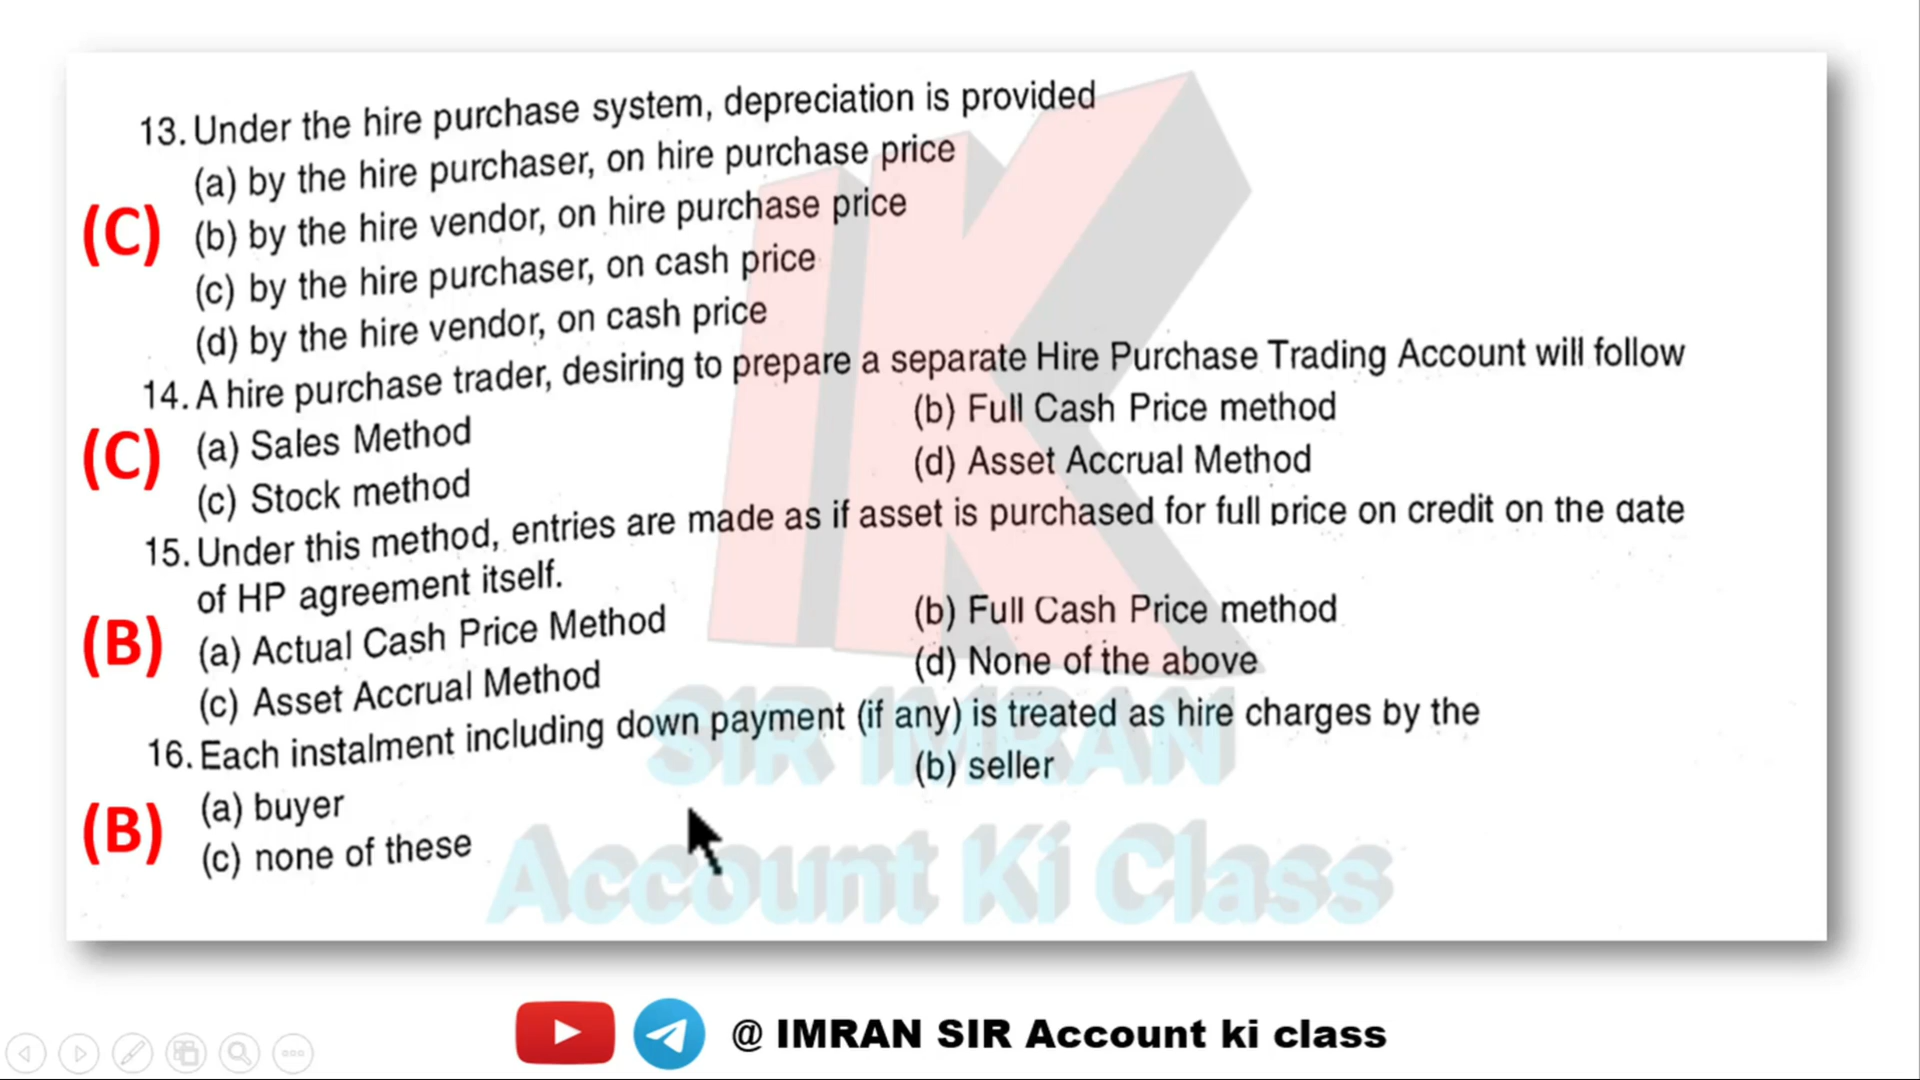 13. Under the hire purchase system, depreciation is provided
(a) by the hire purchaser, on hire purchase price
(C)
(b) by the hire vendor, on hire purchase price
(c) by the hire purchaser, on cash price
(d) by the hire vendor, on cash price
14. A hire purchase trader, desiring to prepare a separate Hire Purchase Trading Account will follow
(C)
(a) Sales Method (b) Full Cash Price method
(c) Stock method (d) Asset Accrual Method
15. Under this method, entries are made as if asset is purchased for full price on credit on the date
of HP agreement itself.
(B)
(a) Actual Cash Price Method (b) Full Cash Price method
(c) Asset Accrual Method (d) None of the above
16. Each instalment including down payment (if any) is treated as hire charges by the
(B)
(a) buyer (b) seller
(c) none of these
K
SIR IMRAN
Account Ki Class
@ IMRAN SIR Account ki class